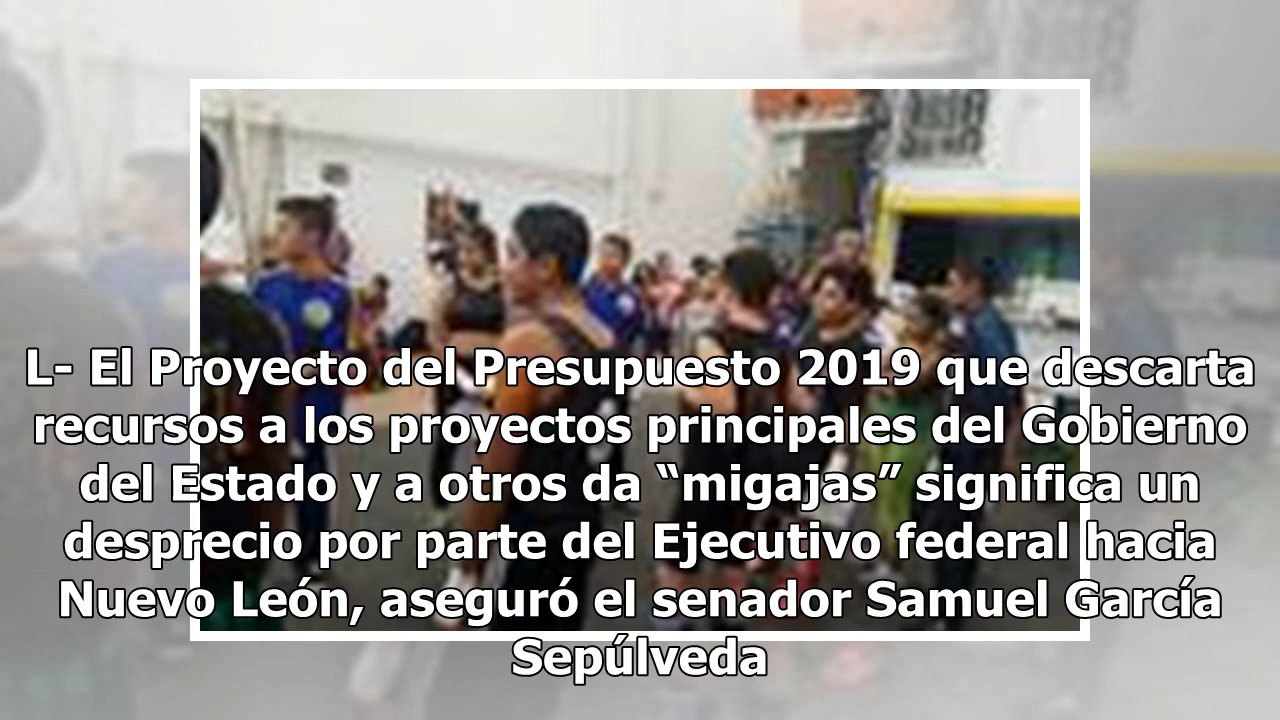 L- El Proyecto del Presupuesto 2019 que descarta
recursos a los proyectos principales del Gobierno
del Estado y a otros da “migajas” significa un
desprecio por parte del Ejecutivo federal hacia
Nuevo León, aseguró el senador Samuel García
Sepúlveda